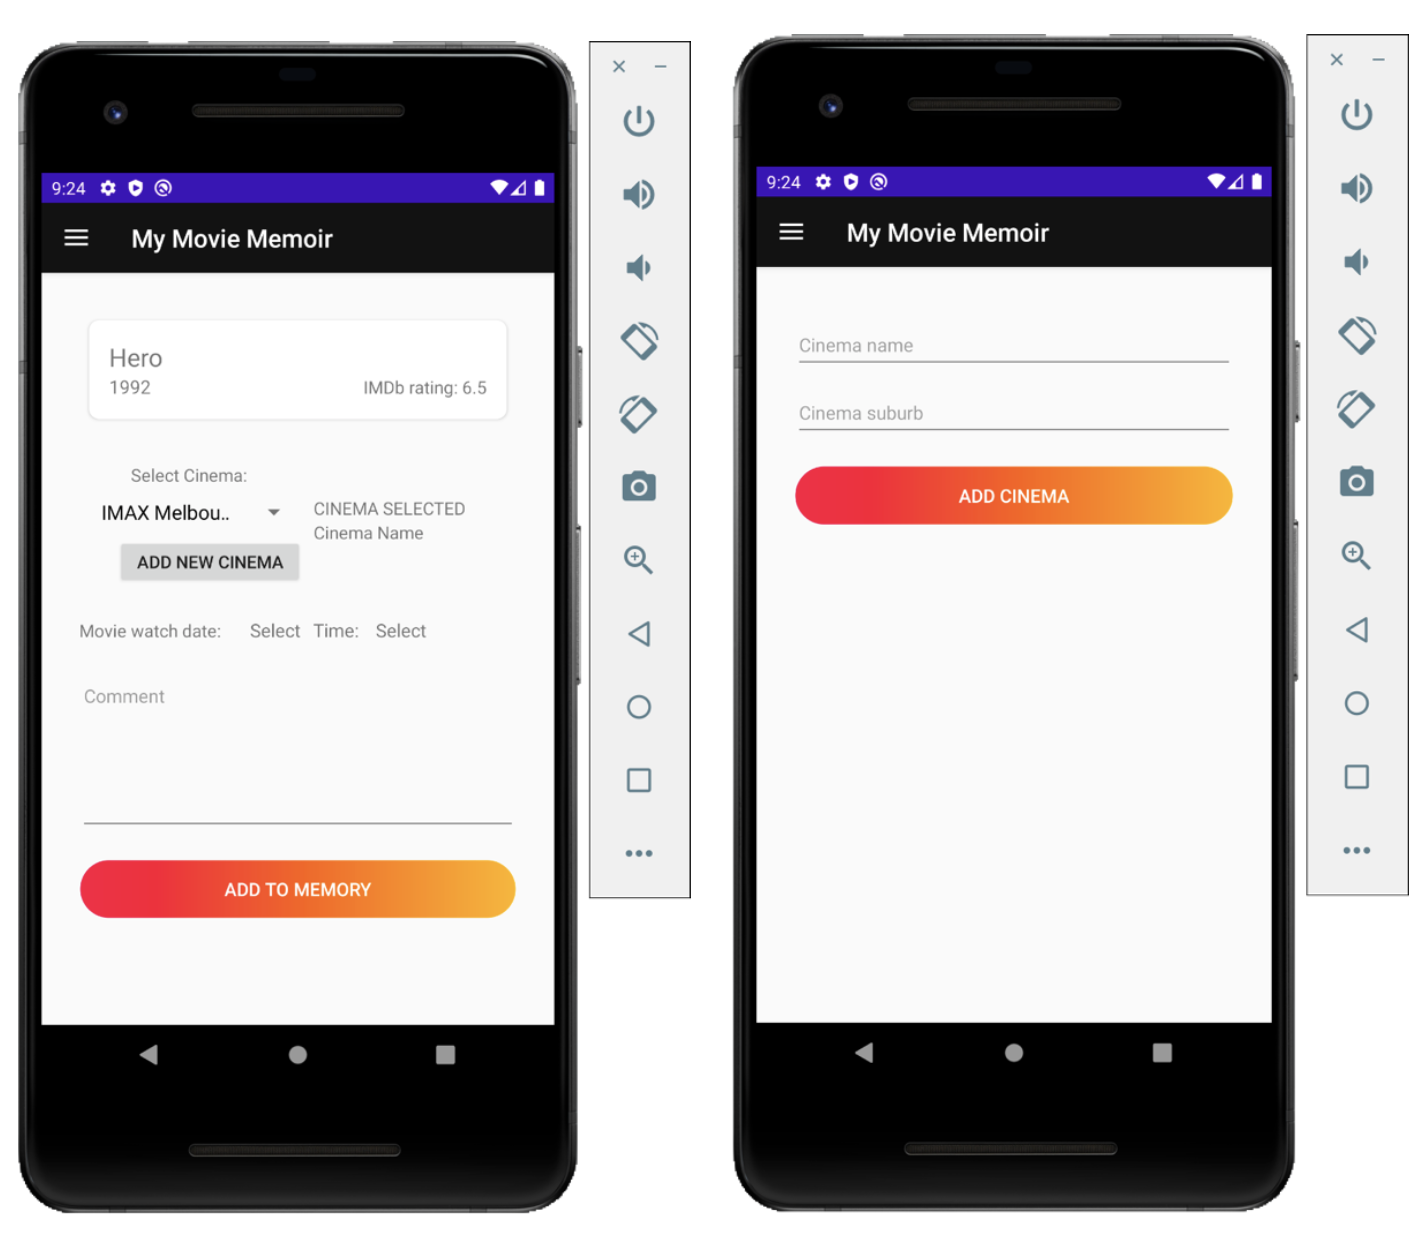 9:24
My Movie Memoir
Hero
1992
IMDb rating: 6.5
Select Cinema:
IMAX Melbou..
CINEMA SELECTED
Cinema Name
ADD NEW CINEMA
Movie watch date: Select Time: Select
Comment
ADD TO MEMORY
9:24
My Movie Memoir
Cinema name
Cinema suburb
ADD CINEMA